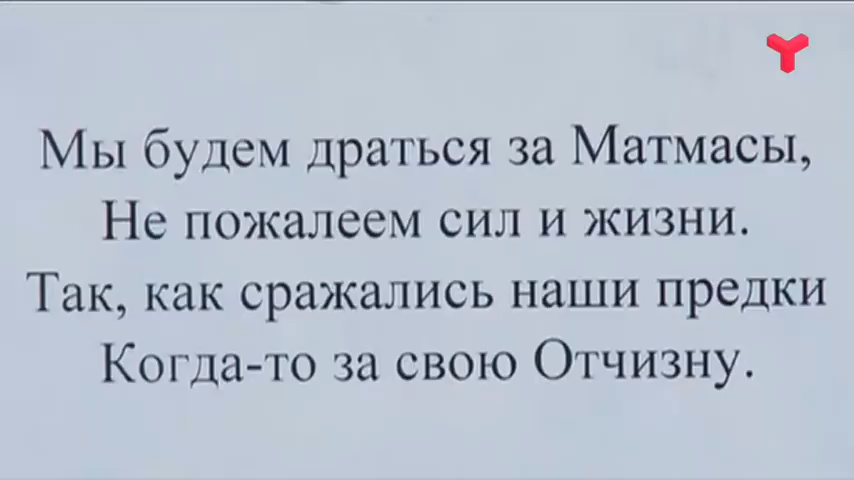 Мы будем драться за Матмасы,
Не пожалеем сил и жизни.
Так, как сражались наши предки
Когда-то за свою Отчизну.